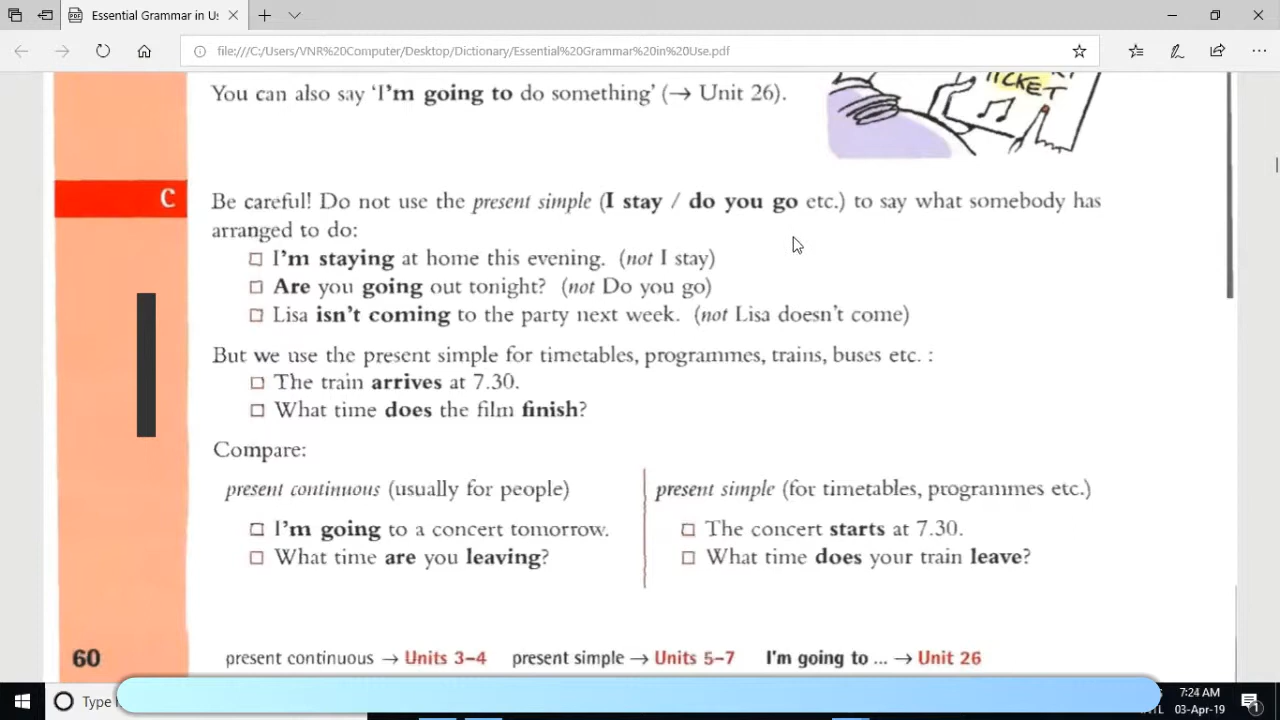 Essential Grammar in Us
file:///C:/Users/VNR%20Computer/Desktop/Dictionary/Essential%20Grammar%20in%20Use.pdf
You can also say 'I'm going to do something' (→ Unit 26).
TICKET
C
Be careful! Do not use the present simple (I stay / do you go etc.) to say what somebody has
arranged to do:
□ I'm staying at home this evening. (not I stay)
□ Are you going out tonight? (not Do you go)
□ Lisa isn't coming to the party next week. (not Lisa doesn't come)
But we use the present simple for timetables, programmes, trains, buses etc. :
□ The train arrives at 7.30.
□ What time does the film finish?
Compare:
present continuous (usually for people)
□ I'm going to a concert tomorrow.
□ What time are you leaving?
present simple (for timetables, programmes etc.)
□ The concert starts at 7.30.
□ What time does your train leave?
60
present continuous → Units 3–4 present simple → Units 5–7 I'm going to ... → Unit 26
Type
7:24 AM
03-Apr-19